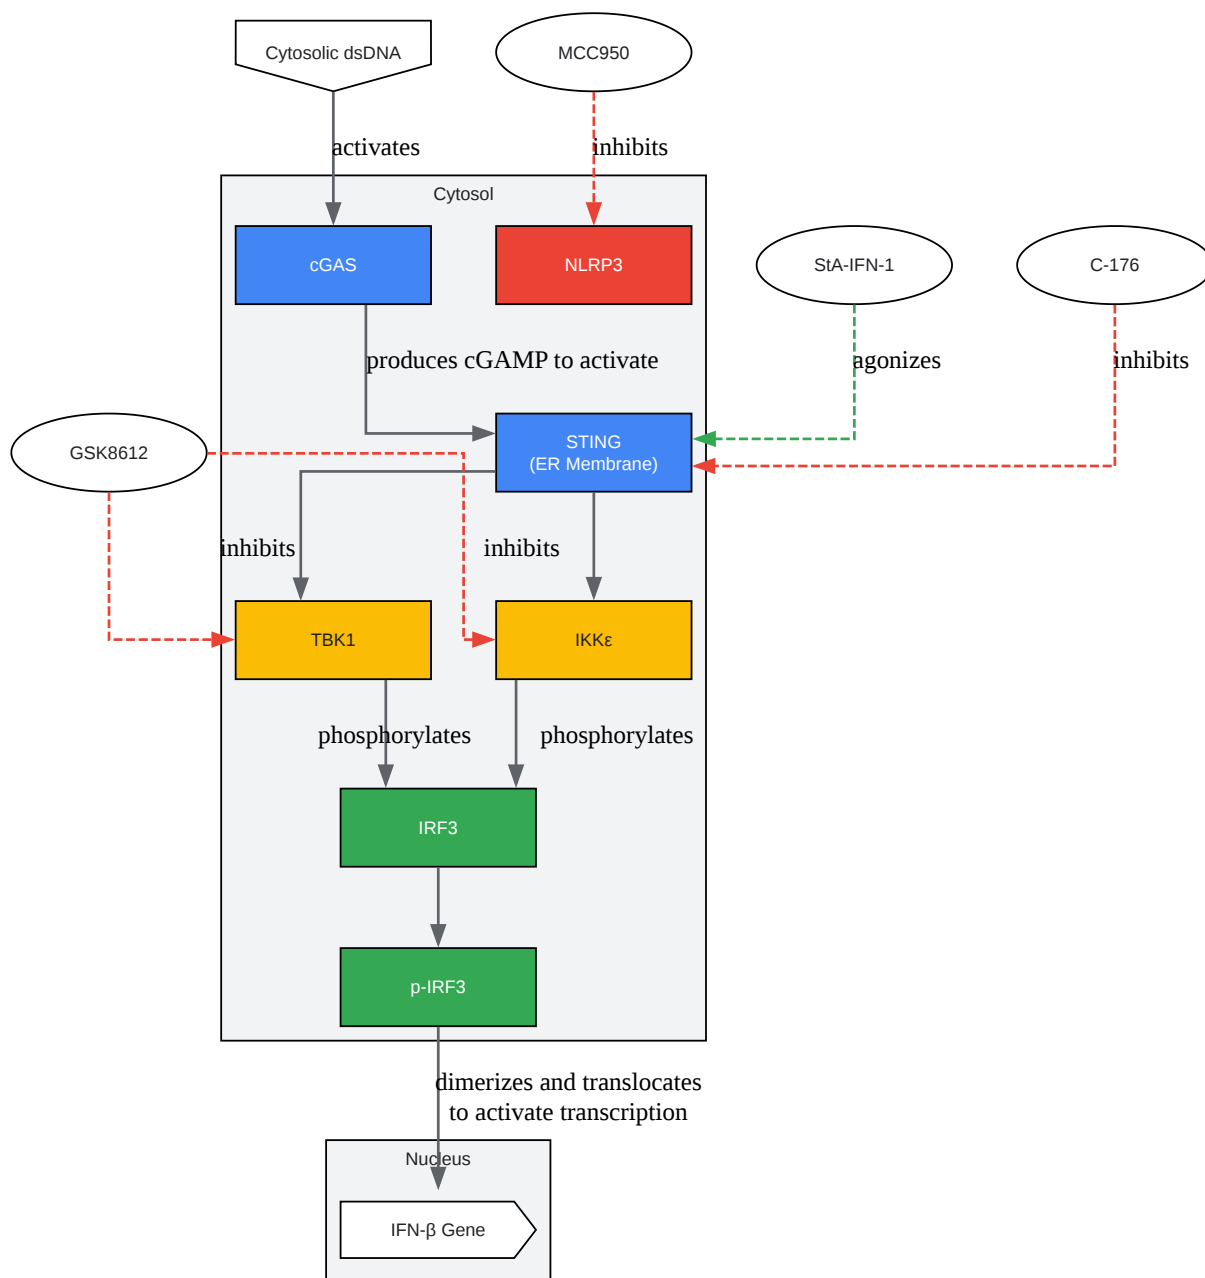 Cytosolic dsDNA
MCC950
activates
inhibits
Cytosol
cGAS
NLRP3
StA-IFN-1
C-176
produces cGAMP to activate
agonizes
inhibits
GSK8612
STING
(ER Membrane)
inhibits
inhibits
TBK1
IKKε
phosphorylates
phosphorylates
IRF3
p-IRF3
dimerizes and translocates
to activate transcription
Nucleus
IFN-β Gene